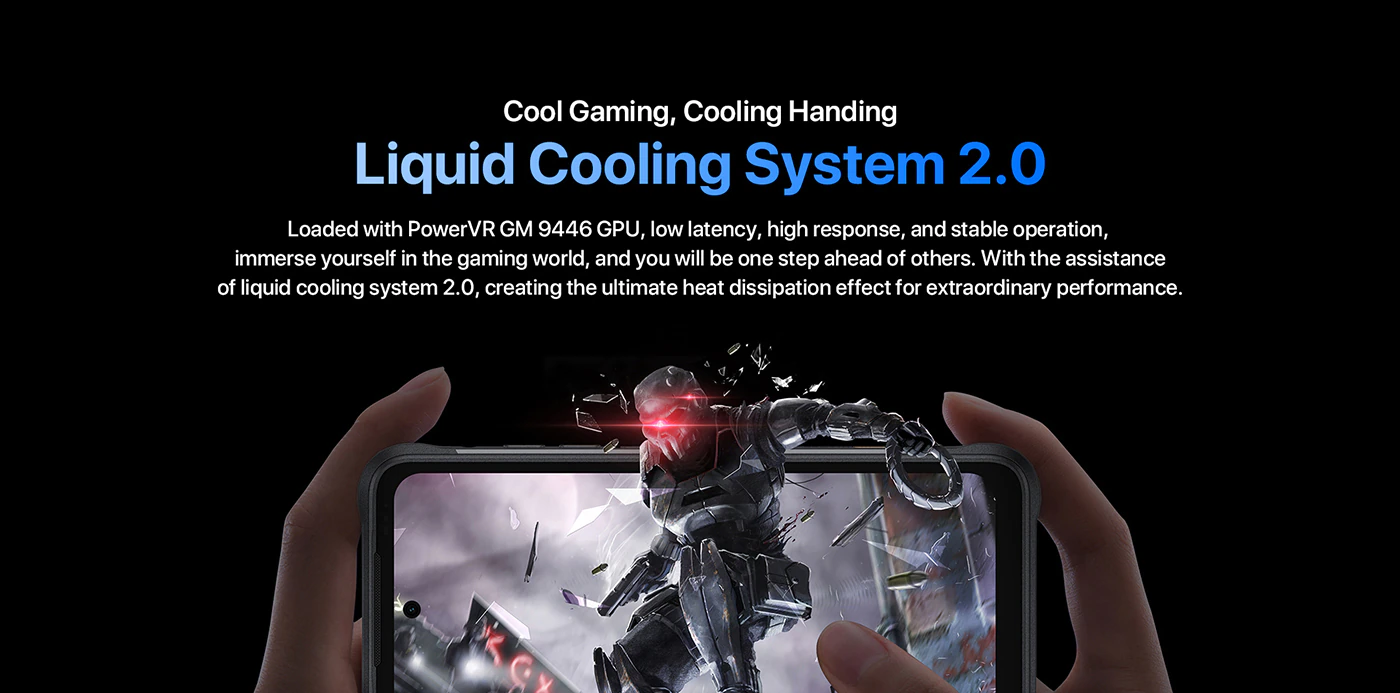 Cool Gaming, Cooling Handing
Liquid Cooling System 2.0
Loaded with PowerVR GM 9446 GPU, low latency, high response, and stable operation,
immerse yourself in the gaming world, and you will be one step ahead of others. With the assistance
of liquid cooling system 2.0, creating the ultimate heat dissipation effect for extraordinary performance.